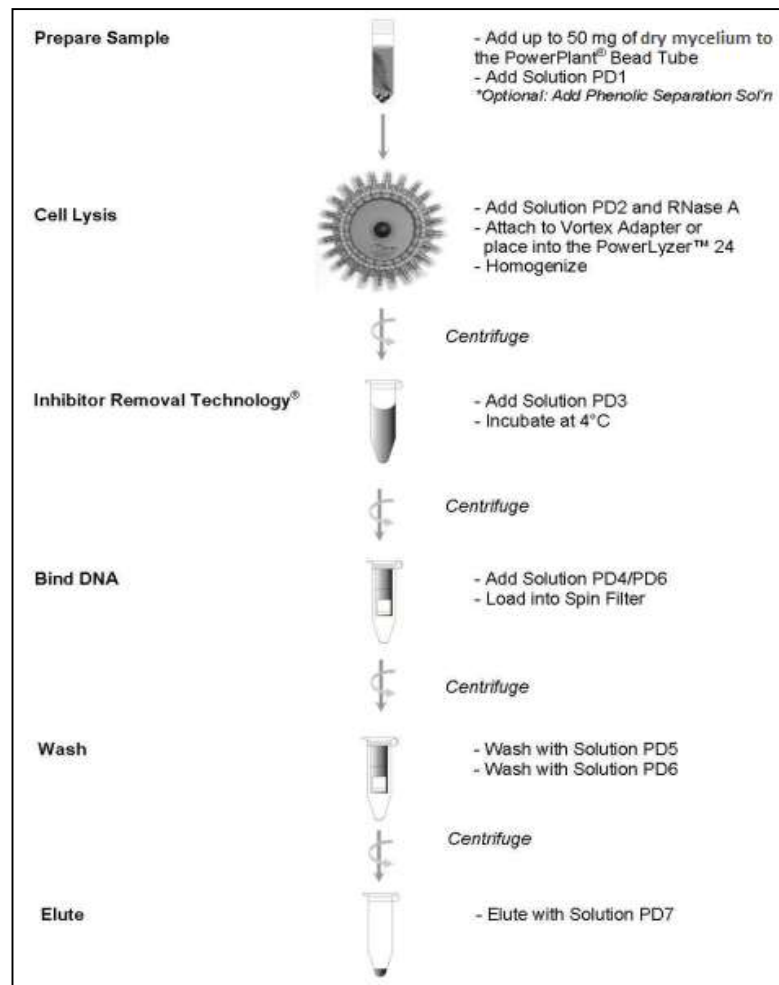 Prepare Sample
- Add up to 50 mg of dry mycelium to
the PowerPlant® Bead Tube
- Add Solution PD1
*Optional: Add Phenolic Separation Sol'n
Cell Lysis
- Add Solution PD2 and RNase A
- Attach to Vortex Adapter or
place into the PowerLyzer™ 24
- Homogenize
Centrifuge
Inhibitor Removal Technology®
- Add Solution PD3
- Incubate at 4°C
Centrifuge
Bind DNA
- Add Solution PD4/PD6
- Load into Spin Filter
Centrifuge
Wash
- Wash with Solution PD5
- Wash with Solution PD6
Centrifuge
Elute
- Elute with Solution PD7